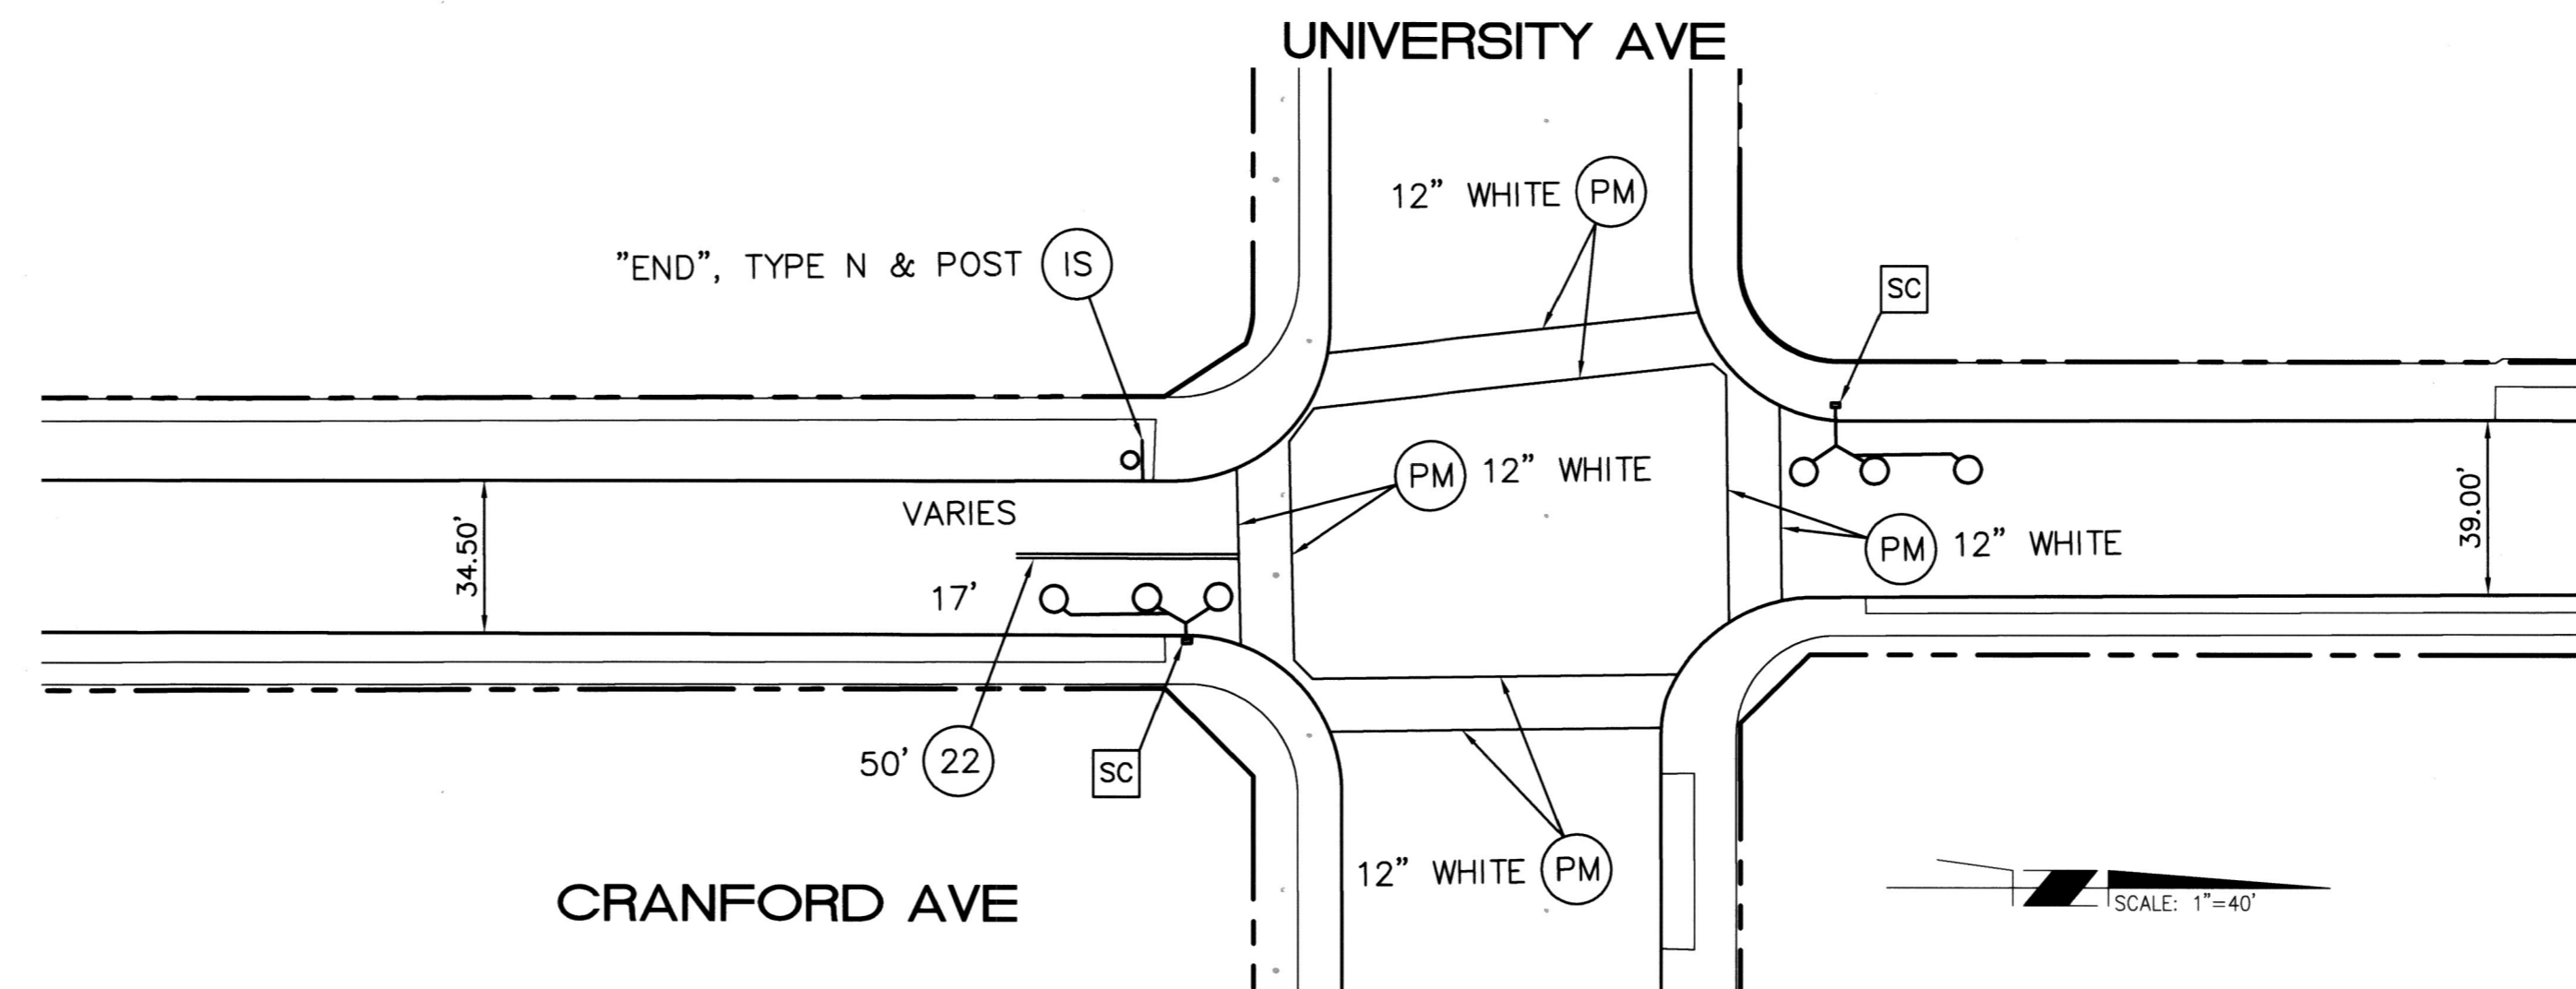 UNIVERSITY AVE
12” WHITE PM
”END”, TYPE N & POST IS
SC
PM 12” WHITE
VARIES
34.50’
39.00’
PM 12” WHITE
17’
50’ 22
SC
12” WHITE PM
CRANFORD AVE
SCALE: 1”=40’